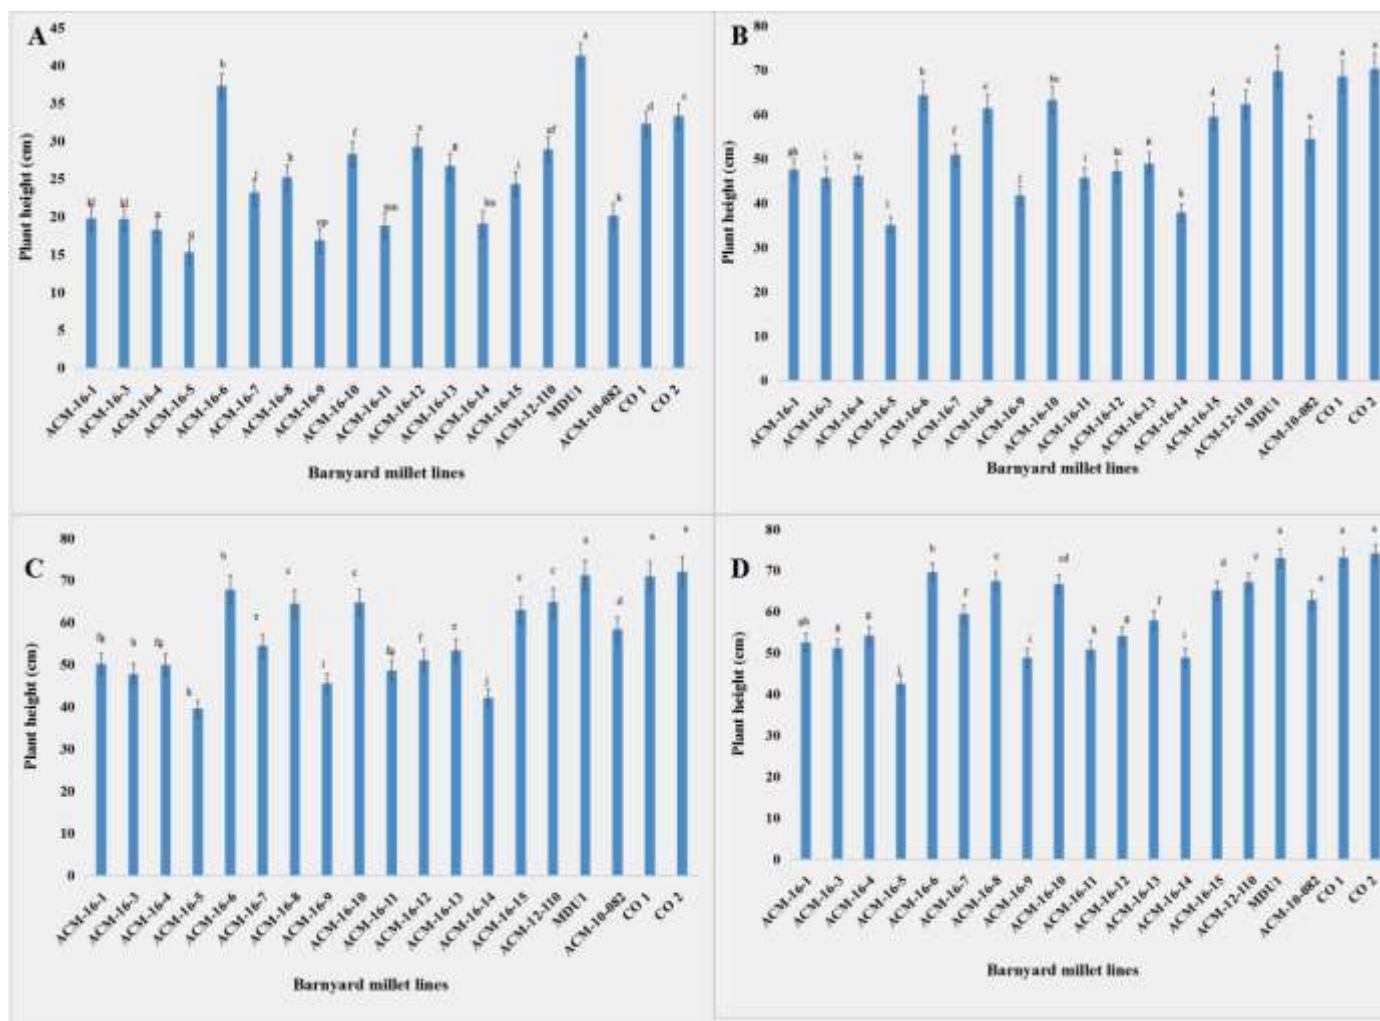 A
45
40
35
30
25
20
15
10
5
0
Plant height (cm)
b
f
d
k
ACM-16-1
ACM-16-3
ACM-16-4
ACM-16-5
ACM-16-6
ACM-16-7
ACM-16-8
ACM-16-9
ACM-16-10
ACM-16-11
ACM-16-12
ACM-16-13
ACM-16-14
ACM-16-15
ACM-12-110
MDU1
ACM-10-082
CO 1
CO 2
Barnyard millet lines
B
80
70
60
50
40
30
20
10
0
Plant height (cm)
gh
b
f
d
ACM-16-1
ACM-16-3
ACM-16-4
ACM-16-5
ACM-16-6
ACM-16-7
ACM-16-8
ACM-16-9
ACM-16-10
ACM-16-11
ACM-16-12
ACM-16-13
ACM-16-14
ACM-16-15
ACM-12-110
MDU1
ACM-10-082
CO 1
CO 2
Barnyard millet lines
C
80
70
60
50
40
30
20
10
0
Plant height (cm)
fg
fg
k
fg
f
d
ACM-16-1
ACM-16-3
ACM-16-4
ACM-16-5
ACM-16-6
ACM-16-7
ACM-16-8
ACM-16-9
ACM-16-10
ACM-16-11
ACM-16-12
ACM-16-13
ACM-16-14
ACM-16-15
ACM-12-110
MDU1
ACM-10-082
CO 1
CO 2
Barnyard millet lines
D
80
70
60
50
40
30
20
10
0
Plant height (cm)
gh
g
b
f
cd
g
f
d
ACM-16-1
ACM-16-3
ACM-16-4
ACM-16-5
ACM-16-6
ACM-16-7
ACM-16-8
ACM-16-9
ACM-16-10
ACM-16-11
ACM-16-12
ACM-16-13
ACM-16-14
ACM-16-15
ACM-12-110
MDU1
ACM-10-082
CO 1
CO 2
Barnyard millet lines